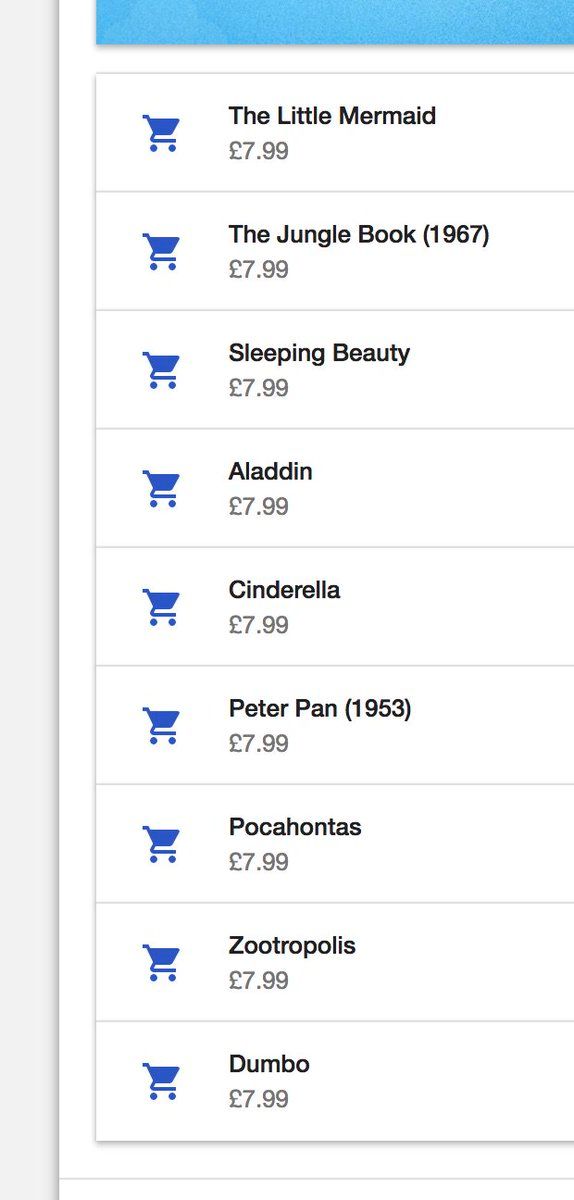 The Little Mermaid
£7.99
The Jungle Book (1967)
£7.99
Sleeping Beauty
£7.99
Aladdin
£7.99
Cinderella
£7.99
Peter Pan (1953)
£7.99
Pocahontas
£7.99
Zootropolis
£7.99
Dumbo
£7.99